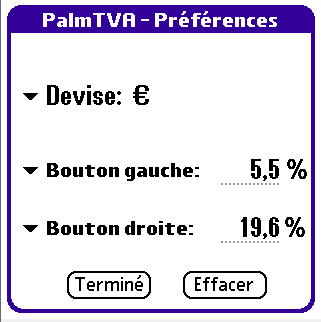 PalmTVA - Préférences
Devise: €
Bouton gauche: 5,5 %
Bouton droite: 19,6 %
Terminé Effacer